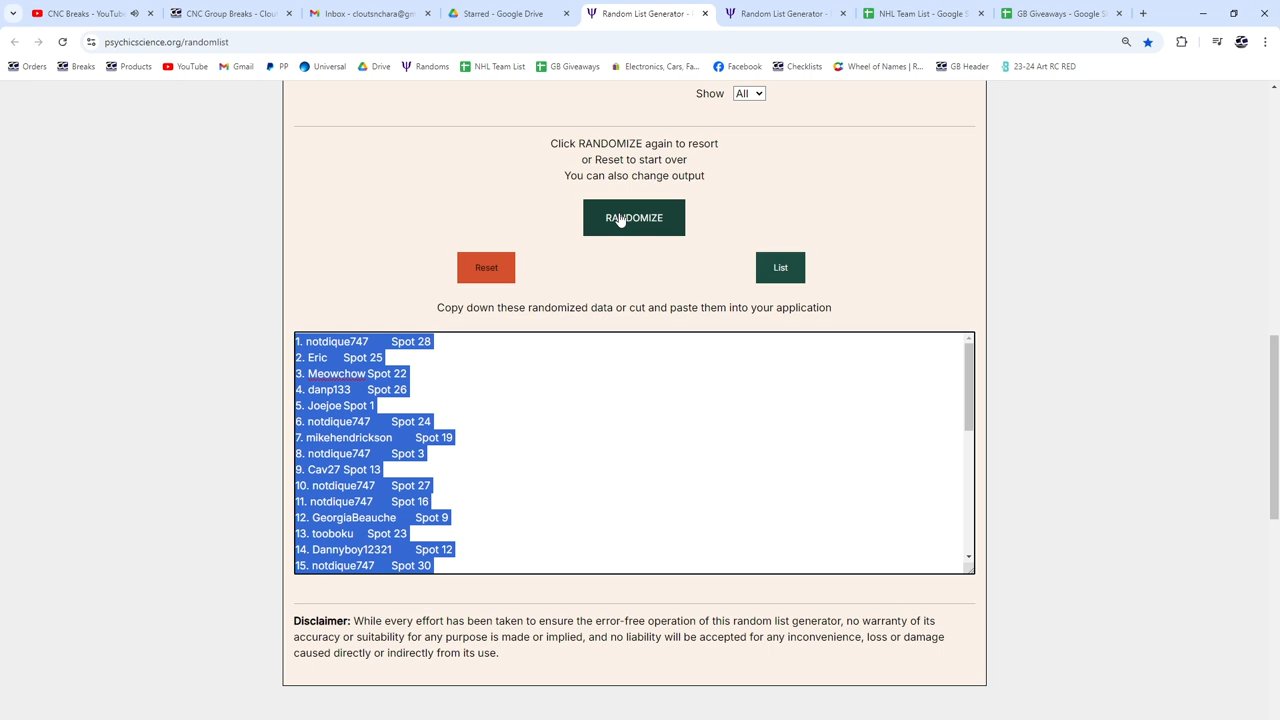 CNC Breaks - YouTube
CNC Group Breaks - Clou
Inbox - cloutsnchara@gm
Starred - Google Drive
Random List Generator -
Random List Generator -
NHL Team List - Google S
GB Giveaways - Google S
psychicscience.org/randomlist
Orders
Breaks
Products
YouTube
Gmail
PP
Universal
Drive
Randoms
NHL Team List
GB Giveaways
Electronics, Cars, Fa...
Facebook
Checklists
Wheel of Names | R...
GB Header
23-24 Art RC RED
Show All
Click RANDOMIZE again to resort
or Reset to start over
You can also change output
RANDOMIZE
Reset
List
Copy down these randomized data or cut and paste them into your application
1. notdique747 Spot 28
2. Eric Spot 25
3. Meowchow Spot 22
4. danp133 Spot 26
5. Joejoe Spot 1
6. notdique747 Spot 24
7. mikehendrickson Spot 19
8. notdique747 Spot 3
9. Cav27 Spot 13
10. notdique747 Spot 27
11. notdique747 Spot 16
12. GeorgiaBeauche Spot 9
13. tooboku Spot 23
14. Dannyboy12321 Spot 12
15. notdique747 Spot 30
Disclaimer: While every effort has been taken to ensure the error-free operation of this random list generator, no warranty of its
accuracy or suitability for any purpose is made or implied, and no liability will be accepted for any inconvenience, loss or damage
caused directly or indirectly from its use.